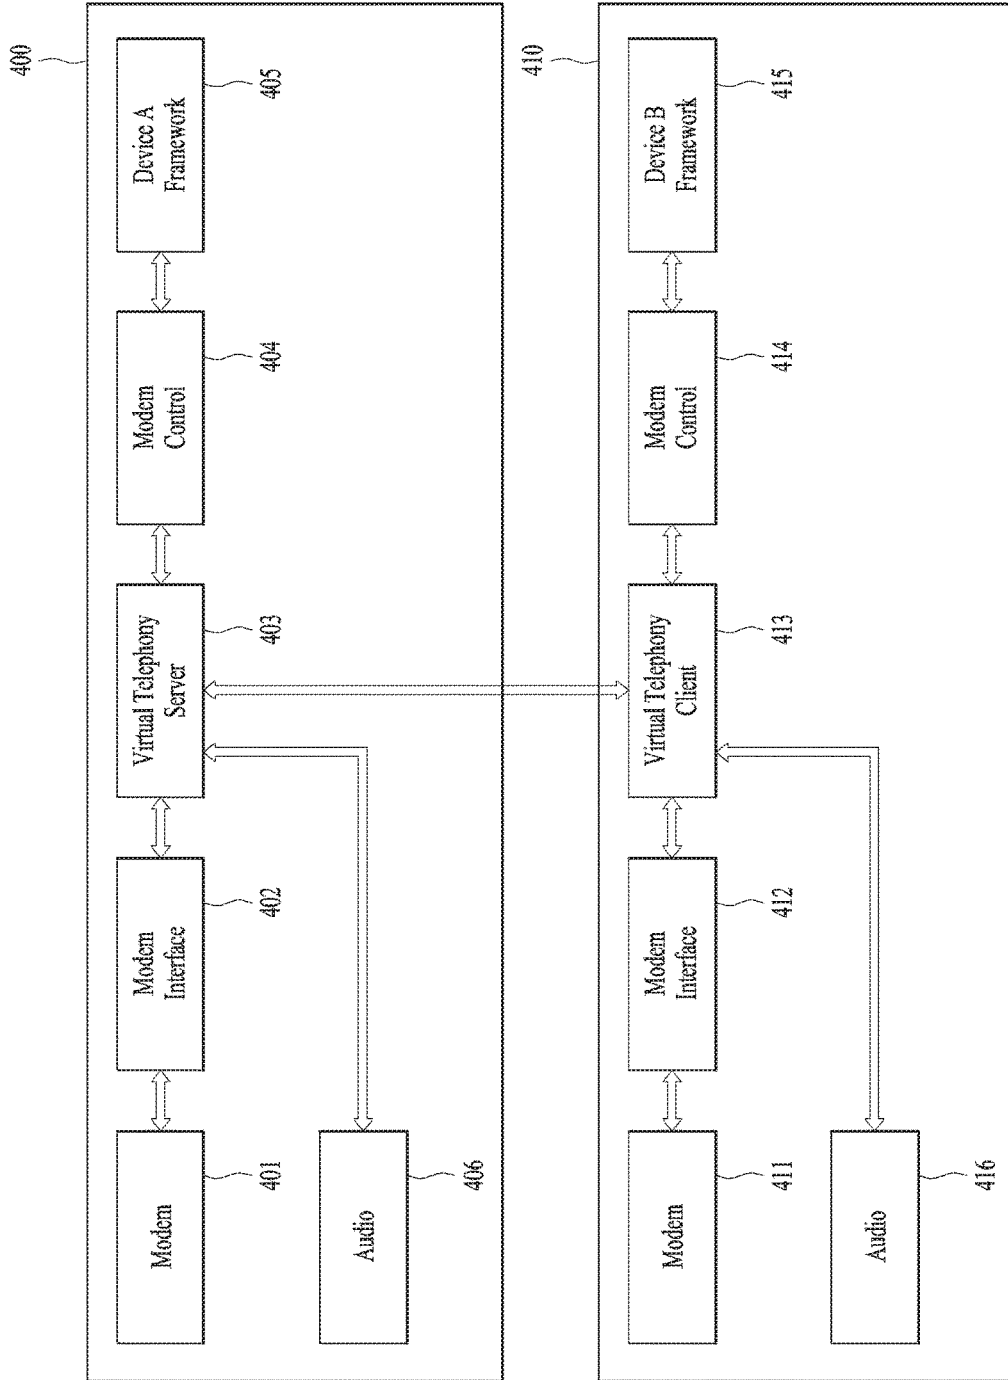 400
Device A
Framework
405
Modem
Control
404
Virtual Telephony
Server
403
Modem
Interface
402
Modem
401
Audio
406
410
Device B
Framework
415
Modem
Control
414
Virtual Telephony
Client
413
Modem
Interface
412
Modem
411
Audio
416